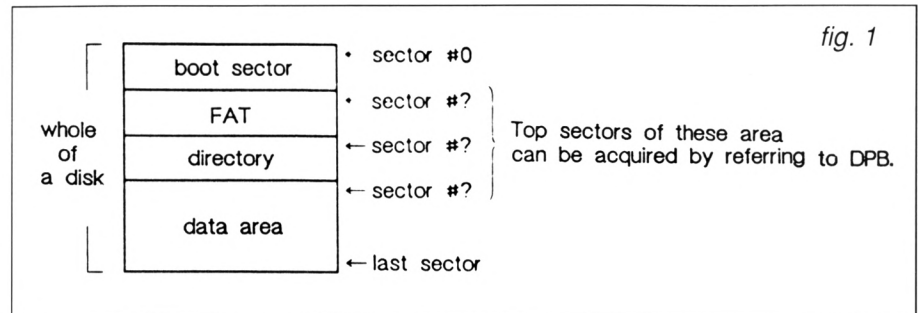 fig. 1
boot sector
sector #0
FAT
sector #?
whole
of
a disk
directory
sector #?
Top sectors of these area
can be acquired by referring to DPB.
sector #?
data area
last sector